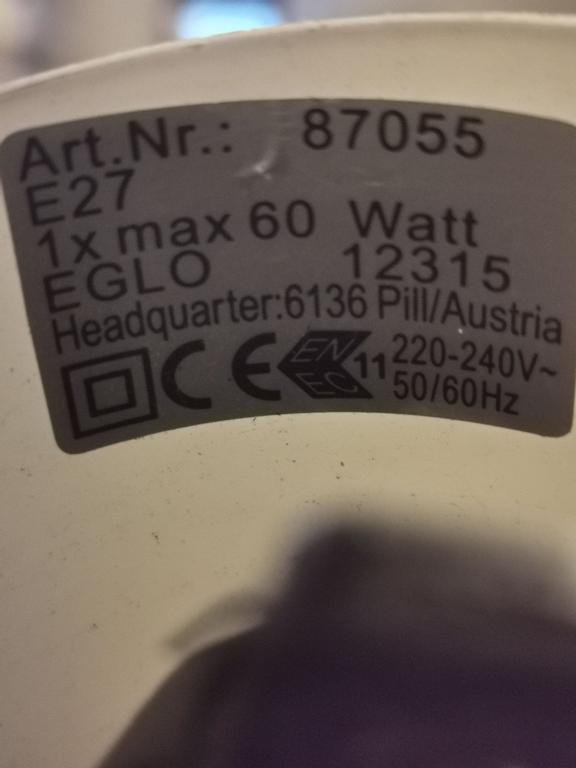 Art.Nr.: 87055
E27
1x max 60 Watt
EGLO 12315
Headquarter:6136 Pill/Austria
CE EN EC 11 220-240V~
50/60Hz